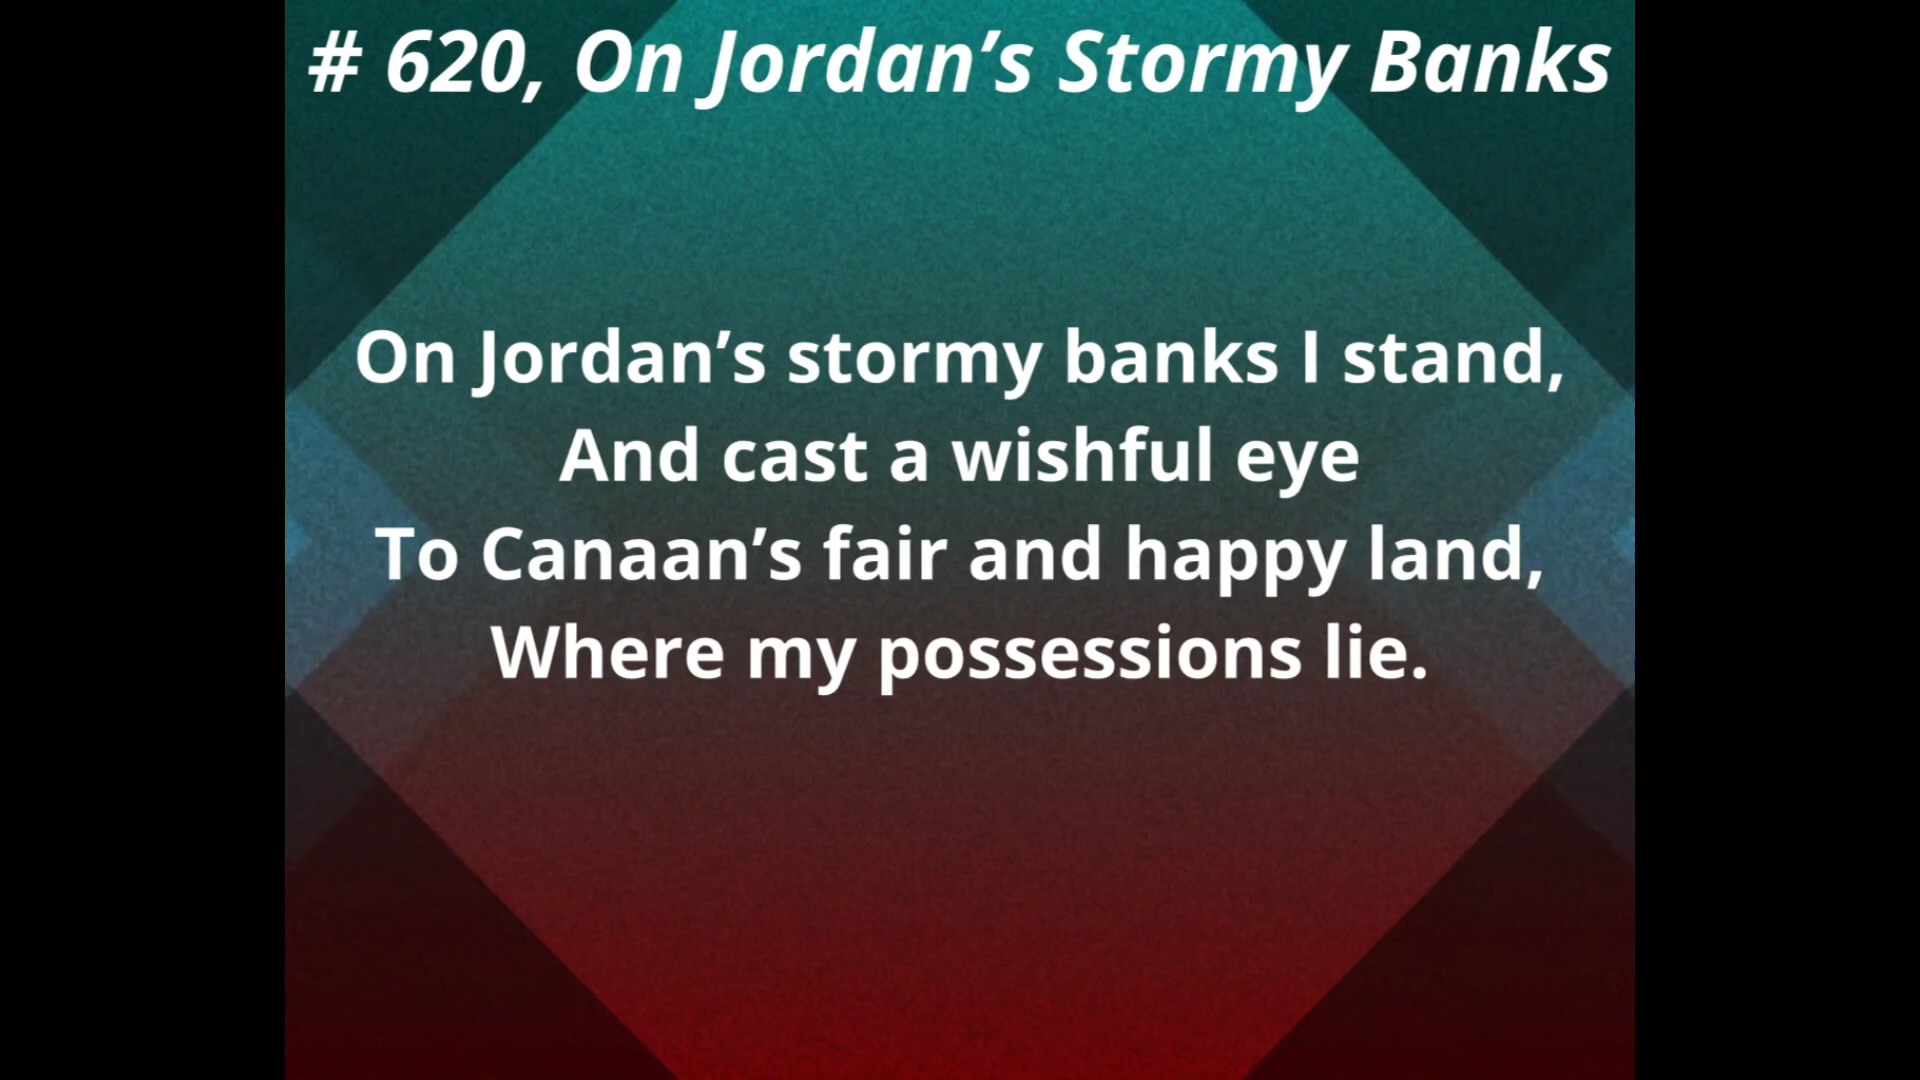 # 620, On Jordan’s Stormy Banks
On Jordan’s stormy banks I stand,
And cast a wishful eye
To Canaan’s fair and happy land,
Where my possessions lie.